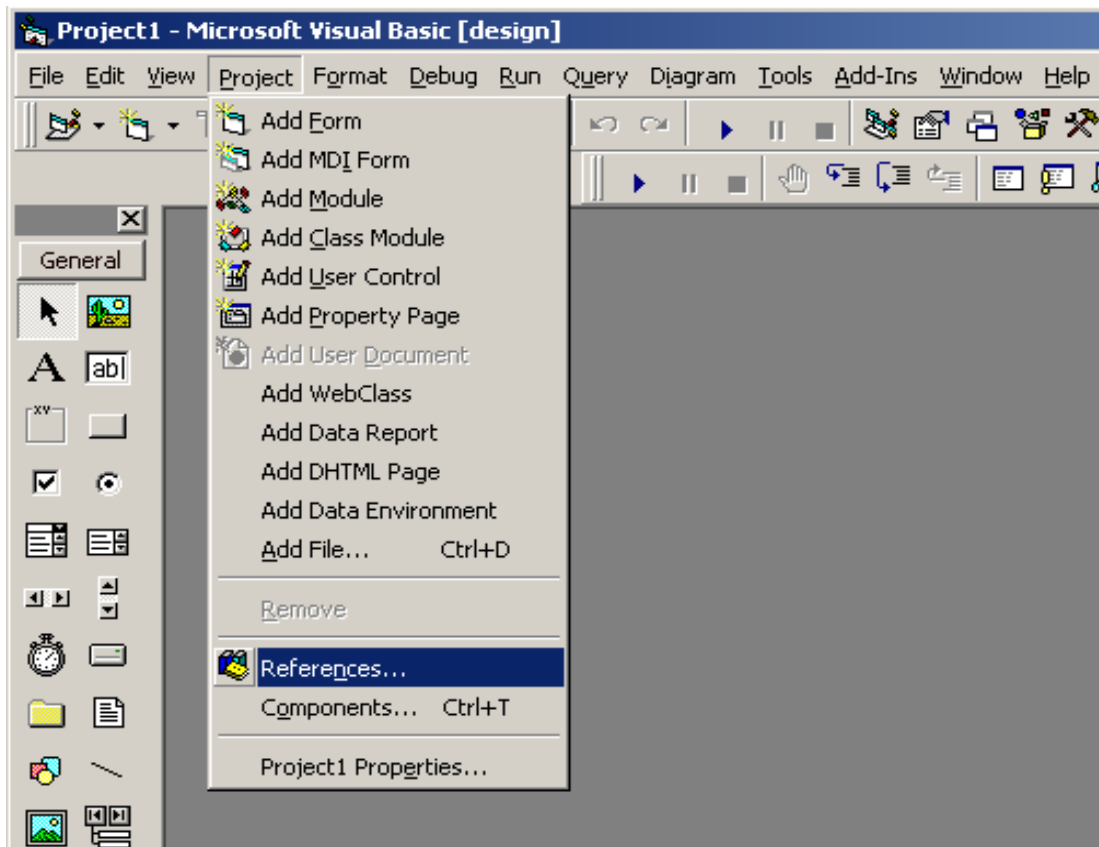 Project1 - Microsoft Visual Basic [design]
File Edit View Project Format Debug Run Query Diagram Tools Add-Ins Window Help
Add Form
Add MDI Form
Add Module
General
Add Class Module
Add User Control
Add Property Page
Add User Document
A abl
Add WebClass
xv
Add Data Report
Add DHTML Page
Add Data Environment
Add File... Ctrl+D
Remove
References...
Components... Ctrl+T
Project1 Properties...